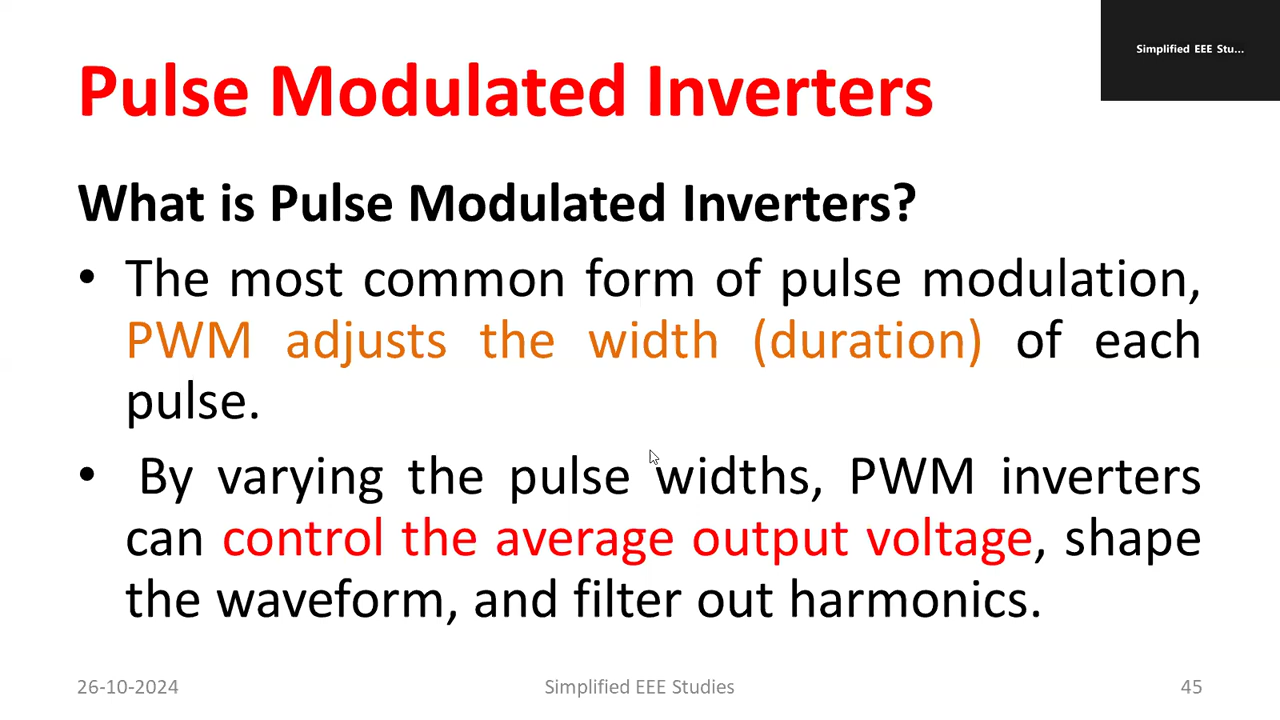 Simplified EEE Stu...
Pulse Modulated Inverters
What is Pulse Modulated Inverters?
• The most common form of pulse modulation,
PWM adjusts the width (duration) of each
pulse.
• By varying the pulse widths, PWM inverters
can control the average output voltage, shape
the waveform, and filter out harmonics.
26-10-2024 Simplified EEE Studies 45